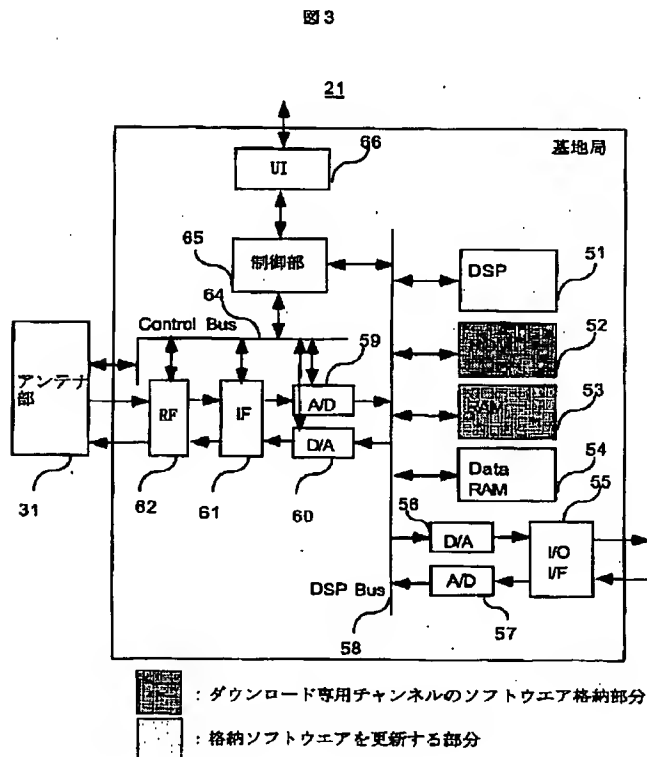 図3
21
基地局
UI
66
65
制御部
64
Control Bus
DSP
51
52
59
アンテナ
部
RF
IF
A/D
D/A
RAM
53
31
62
61
60
Data
RAM
54
55
56
D/A
I/O
I/F
A/D
DSP Bus
58
57
：ダウンロード専用チャンネルのソフトウエア格納部分
：格納ソフトウエアを更新する部分